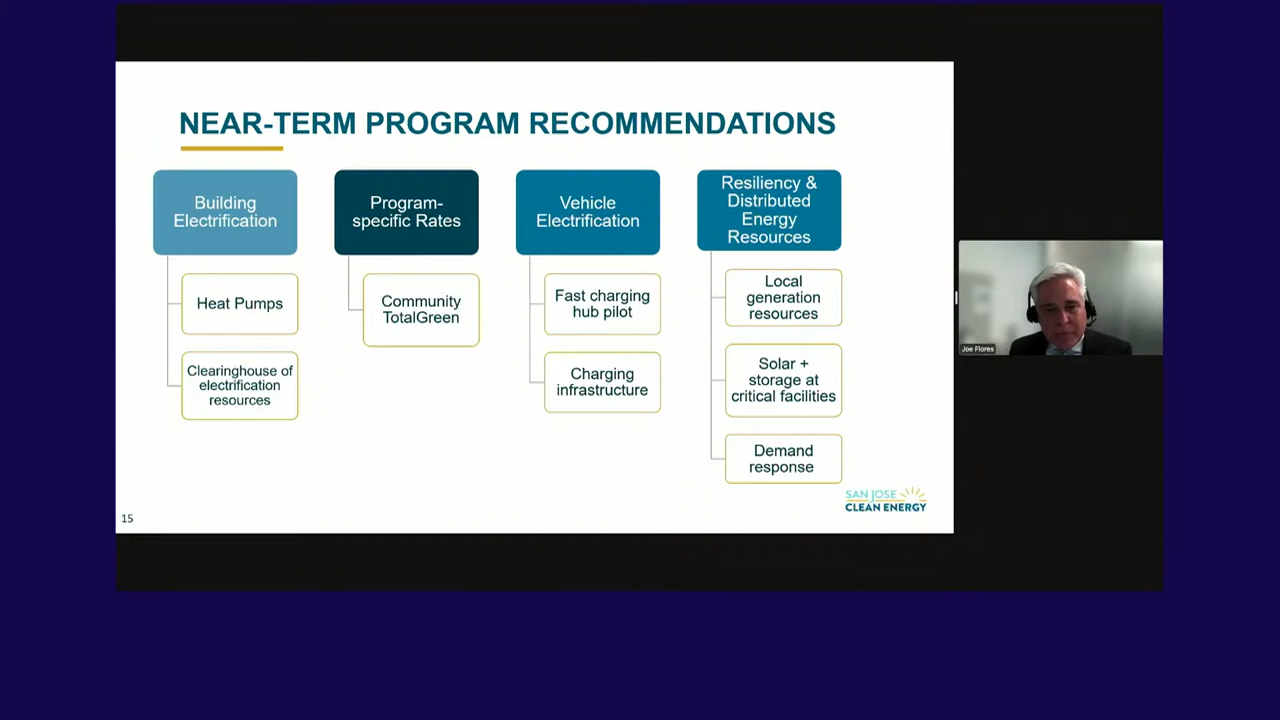 NEAR-TERM PROGRAM RECOMMENDATIONS
Building
Electrification
Heat Pumps
Clearinghouse of
electrification
resources
Program-
specific Rates
Community
TotalGreen
Vehicle
Electrification
Fast charging
hub pilot
Charging
infrastructure
Resiliency &
Distributed
Energy
Resources
Local
generation
resources
Solar +
storage at
critical facilities
Demand
response
SAN JOSE
CLEAN ENERGY
15
Joe Flores